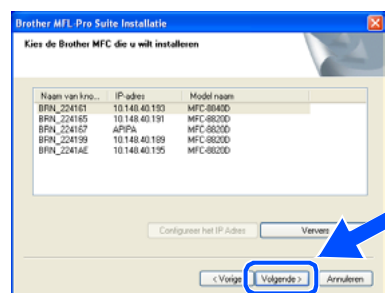 Brother MFL-Pro Suite Installatie
Kies de Brother MFC die u wilt installeren
Naam van kno... IP-adres Model naam
BRN_224161 10.148.40.193 MFC-8840D
BRN_224165 10.148.40.191 MFC-8820D
BRN_224167 APIPA MFC-8820D
BRN_224199 10.148.40.189 MFC-8820D
BRN_2241AE 10.148.40.195 MFC-8820D
Configureer het IP Adres Ververs
< Vorige Volgende > Annuleren